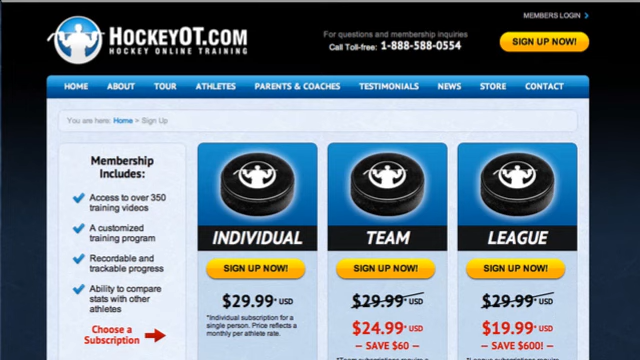 MEMBERS LOGIN
HOCKEYOT.COM
HOCKEY ONLINE TRAINING
For questions and membership inquiries
Call Toll-free: 1-888-588-0554
SIGN UP NOW!
HOME ABOUT TOUR ATHLETES PARENTS & COACHES TESTIMONIALS NEWS STORE CONTACT
You are here: Home > Sign Up
Membership
Includes:
Access to over 350
training videos
A customized
training program
Recordable and
trackable progress
Ability to compare
stats with other
athletes
Choose a
Subscription
INDIVIDUAL
SIGN UP NOW!
$29.99* USD
*Individual subscription for a
single person. Price reflects a
monthly per athlete rate.
TEAM
SIGN UP NOW!
$29.99* USD
$24.99* USD
— SAVE $60 —
*Team subscriptions require a
LEAGUE
SIGN UP NOW!
$29.99* USD
$19.99* USD
— SAVE $600! —